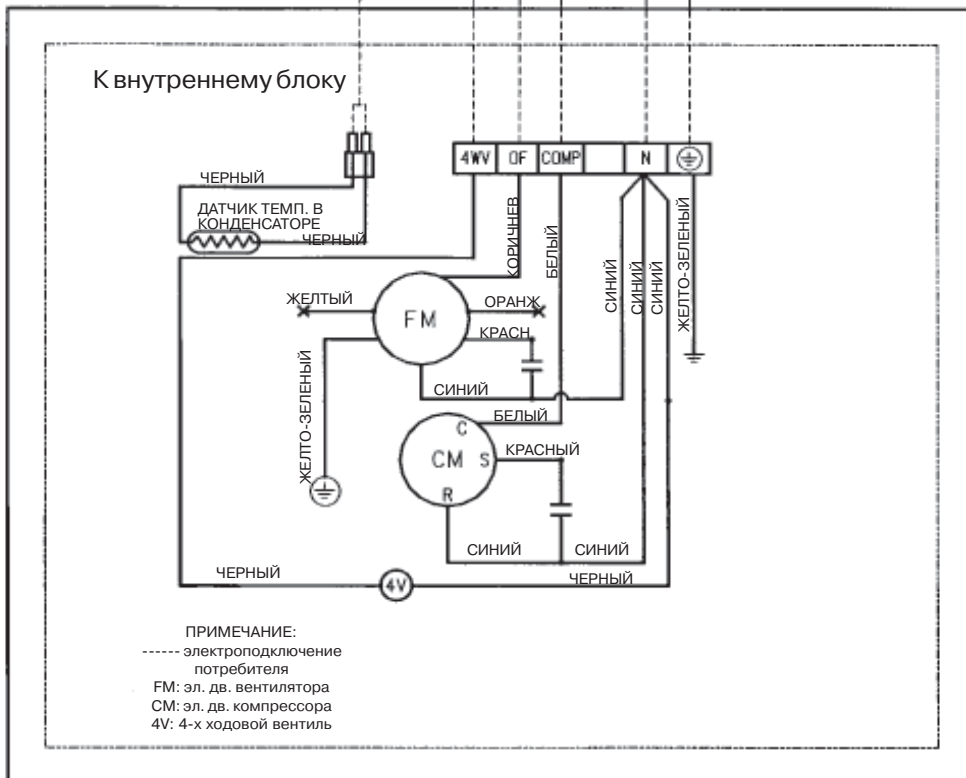 К внутреннему блоку
4WV OF COMP N
ЧЕРНЫЙ
ДАТЧИК ТЕМП. В
КОНДЕНСАТОРЕ
ЧЕРНЫЙ
КОРИЧНЕВ
БЕЛЫЙ
СИНИЙ
СИНИЙ
СИНИЙ
ЖЕЛТО-ЗЕЛЕНЫЙ
ЖЕЛТЫЙ
FM
ОРАНЖ
КРАСН
ЖЕЛТО-ЗЕЛЕНЫЙ
СИНИЙ
БЕЛЫЙ
C
CM S
R
КРАСНЫЙ
СИНИЙ
СИНИЙ
ЧЕРНЫЙ
4V
ЧЕРНЫЙ
ПРИМЕЧАНИЕ:
------ электроподключение
потребителя
FM: эл. дв. вентилятора
CM: эл. дв. компрессора
4V: 4-х ходовой вентиль